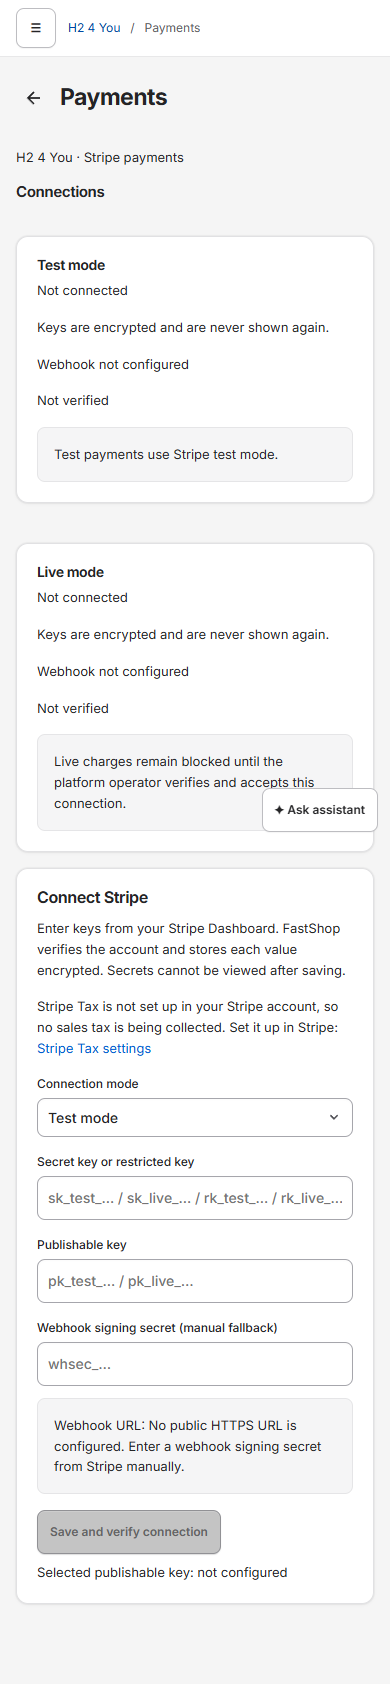 H2 4 You / Payments
Payments
H2 4 You · Stripe payments
Connections
Test mode
Not connected
Keys are encrypted and are never shown again.
Webhook not configured
Not verified
Test payments use Stripe test mode.
Live mode
Not connected
Keys are encrypted and are never shown again.
Webhook not configured
Not verified
Live charges remain blocked until the
platform operator verifies and accepts this
connection.
Ask assistant
Connect Stripe
Enter keys from your Stripe Dashboard. FastShop
verifies the account and stores each value
encrypted. Secrets cannot be viewed after saving.
Stripe Tax is not set up in your Stripe account, so
no sales tax is being collected. Set it up in Stripe:
Stripe Tax settings
Connection mode
Test mode
Secret key or restricted key
sk_test_... / sk_live_... / rk_test_... / rk_live_...
Publishable key
pk_test_... / pk_live_...
Webhook signing secret (manual fallback)
whsec_...
Webhook URL: No public HTTPS URL is
configured. Enter a webhook signing secret
from Stripe manually.
Save and verify connection
Selected publishable key: not configured